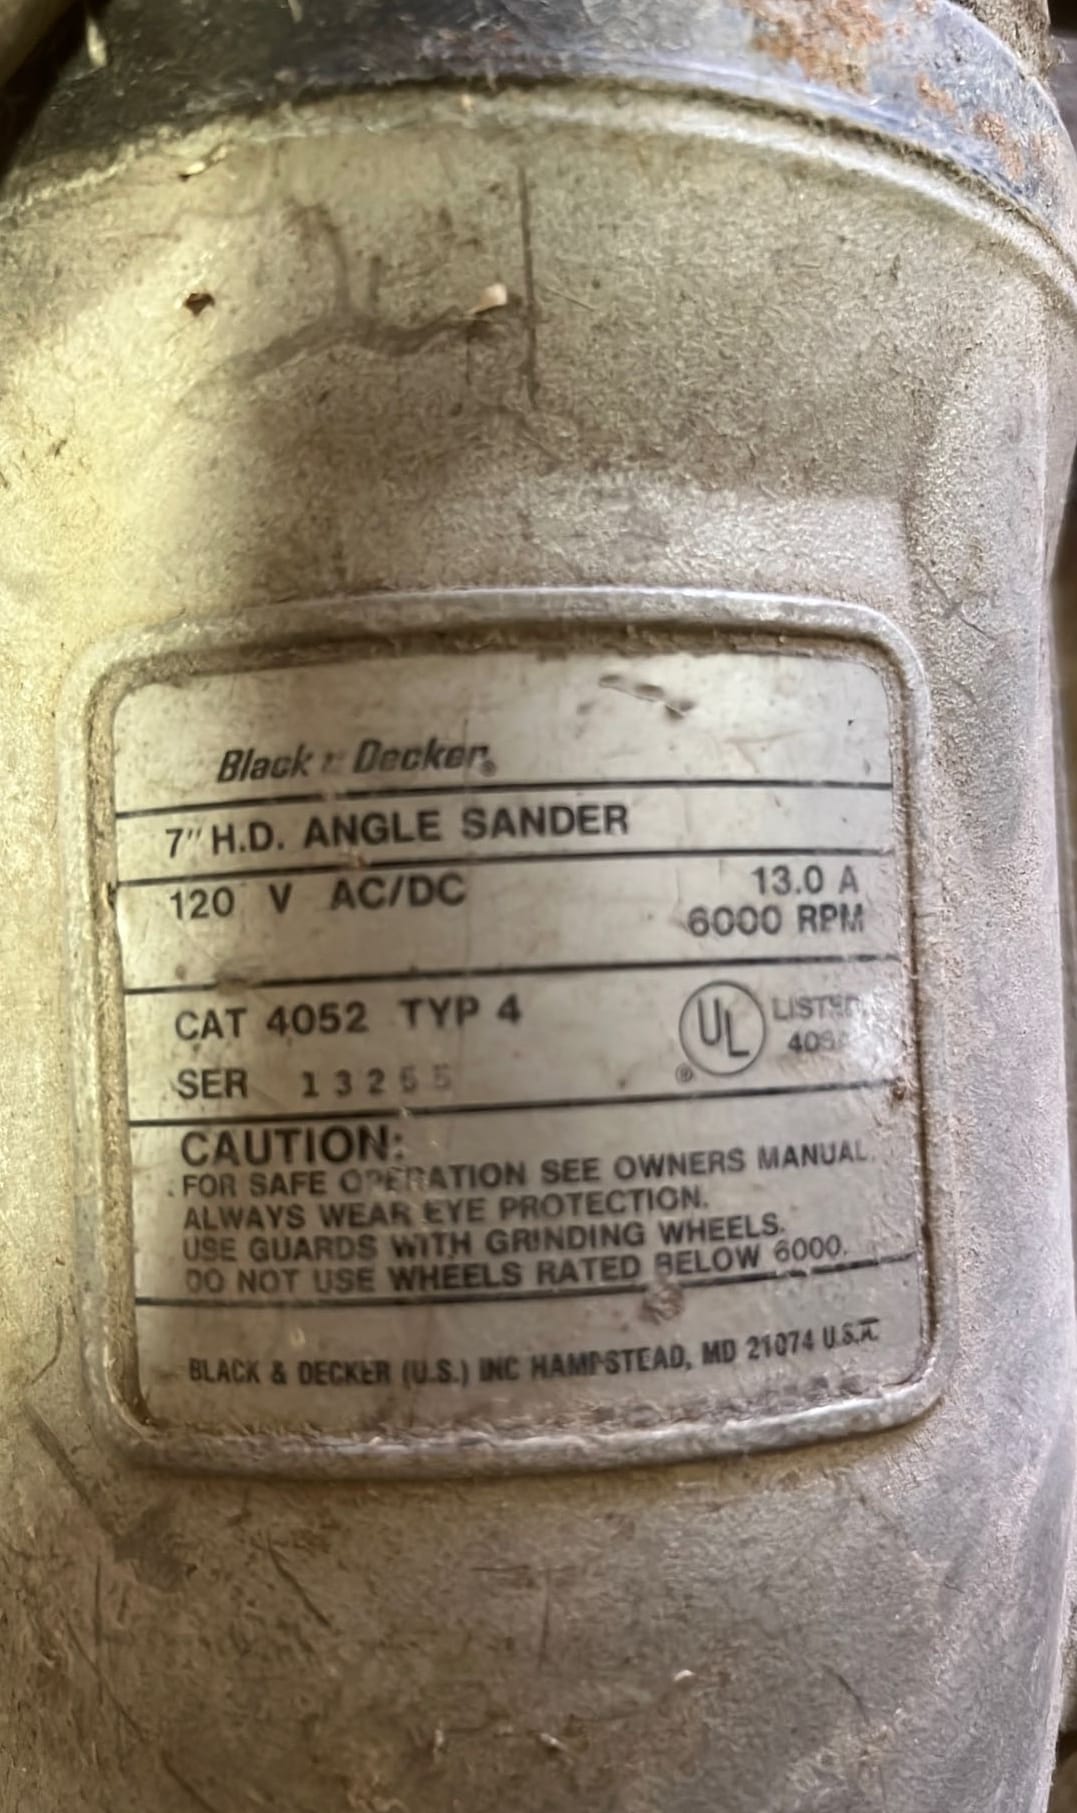 Black & Decker®
7" H.D. ANGLE SANDER
120 V AC/DC 13.0 A
6000 RPM
CAT 4052 TYP 4
SER 13255
UL® LISTED
CAUTION:
FOR SAFE OPERATION SEE OWNERS MANUAL.
ALWAYS WEAR EYE PROTECTION.
USE GUARDS WITH GRINDING WHEELS.
DO NOT USE WHEELS RATED BELOW 6000.
BLACK & DECKER (U.S.) INC HAMPSTEAD, MD 21074 U.S.A.